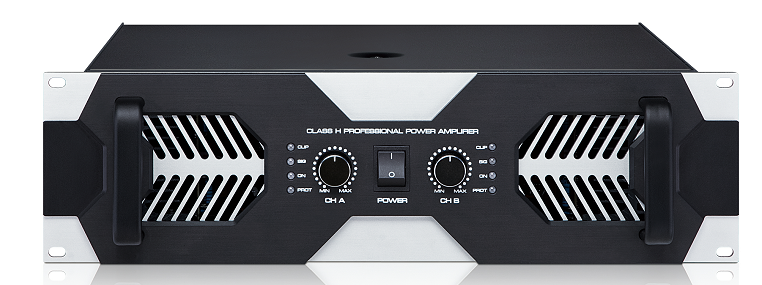 CLASS H PROFESSIONAL POWER AMPLIFIER
CLIP
SIG
ON
PROT
MIN MAX
CH A
I
O
POWER
MIN MAX
CH B
CLIP
SIG
ON
PROT